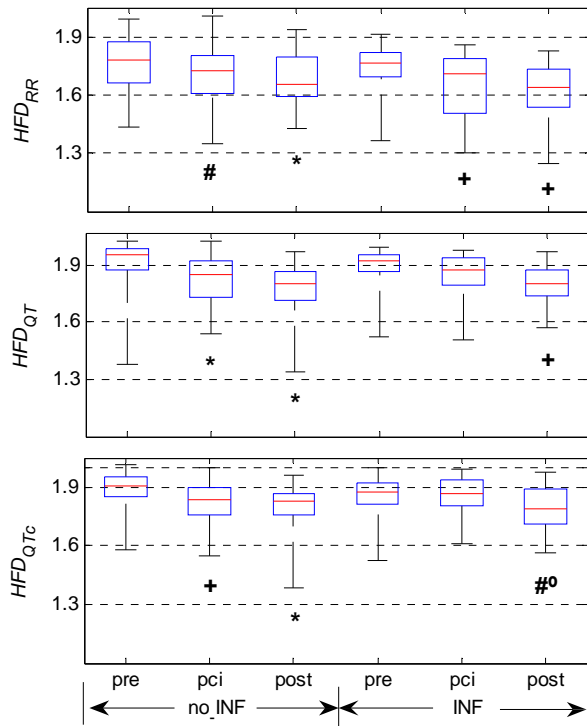 1.9
1.6
1.3
HFD_RR
# * + +
1.9
1.6
1.3
HFD_QT
* * +
1.9
1.6
1.3
HFD_QTc
+ * #º
pre pci post pre pci post
no_INF INF